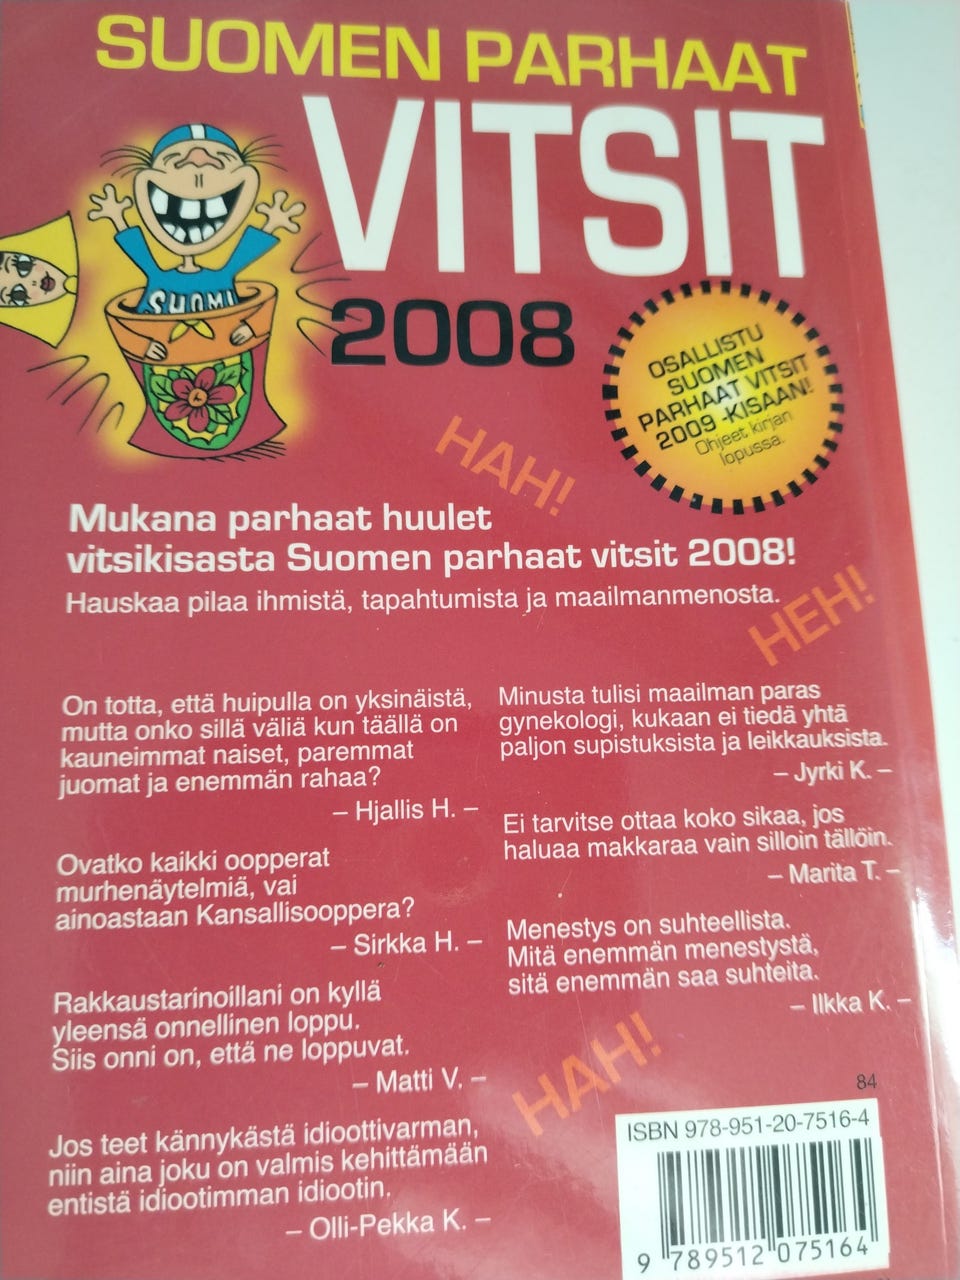 SUOMEN PARHAAT
VITSIT
2008
SUOMI
OSALLISTU
SUOMEN
PARHAAT VITSIT
2009 -KISAAN!
Ohjeet kirjan
lopussa.
HAH!
Mukana parhaat huulet
vitsikisasta Suomen parhaat vitsit 2008!
Hauskaa pilaa ihmistä, tapahtumista ja maailmanmenosta.
HEH!
On totta, että huipulla on yksinäistä,
mutta onko sillä väliä kun täällä on
kauneimmat naiset, paremmat
juomat ja enemmän rahaa?
– Hjallis H. –
Ovatko kaikki oopperat
murhenäytelmiä, vai
ainoastaan Kansallisooppera?
– Sirkka H. –
Rakkaustarinoillani on kyllä
yleensä onnellinen loppu.
Siis onni on, että ne loppuvat.
– Matti V. –
Jos teet kännykästä idioottivarman,
niin aina joku on valmis kehittämään
entistä idiootimman idiootin.
– Olli-Pekka K. –
Minusta tulisi maailman paras
gynekologi, kukaan ei tiedä yhtä
paljon supistuksista ja leikkauksista.
– Jyrki K. –
Ei tarvitse ottaa koko sikaa, jos
haluaa makkaraa vain silloin tällöin.
– Marita T. –
Menestys on suhteellista.
Mitä enemmän menestystä,
sitä enemmän saa suhteita.
– Ilkka K. –
HAH!
84
ISBN 978-951-20-7516-4
9 789512 075164